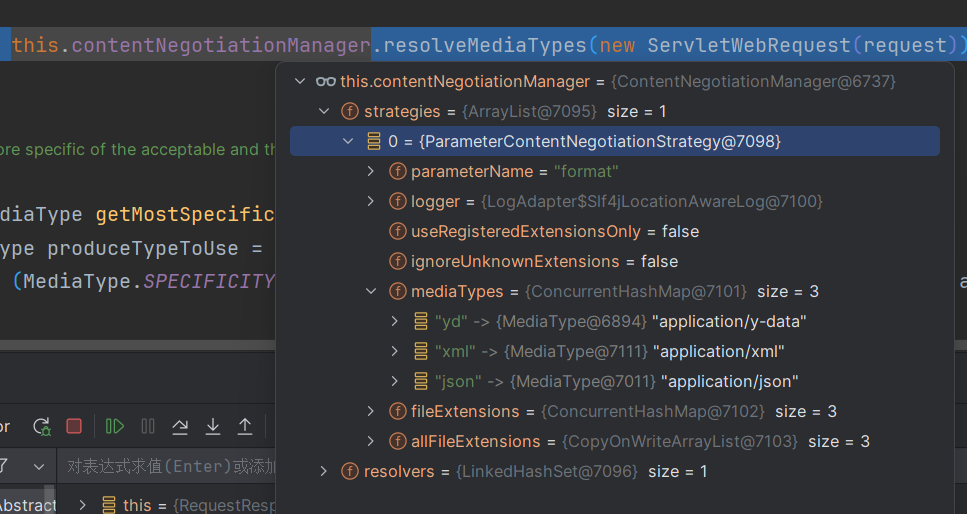 this.contentNegotiationManager.resolveMediaTypes(new ServletWebRequest(request))
this.contentNegotiationManager = {ContentNegotiationManager@6737}
strategies = {ArrayList@7095} size = 1
ore specific of the acceptable and th
0 = {ParameterContentNegotiationStrategy@7098}
parameterName = "format"
logger = {LogAdapter$Slf4jLocationAwareLog@7100}
diaType getMostSpecific
useRegisteredExtensionsOnly = false
ype produceTypeToUse =
ignoreUnknownExtensions = false
(MediaType.SPECIFICITY
mediaTypes = {ConcurrentHashMap@7101} size = 3
"yd" -> {MediaType@6894} "application/y-data"
"xml" -> {MediaType@7111} "application/xml"
"json" -> {MediaType@7011} "application/json"
fileExtensions = {ConcurrentHashMap@7102} size = 3
or
allFileExtensions = {CopyOnWriteArrayList@7103} size = 3
对表达式求值(Enter)或添加
resolvers = {LinkedHashSet@7096} size = 1
Abstract
this = {RequestResp